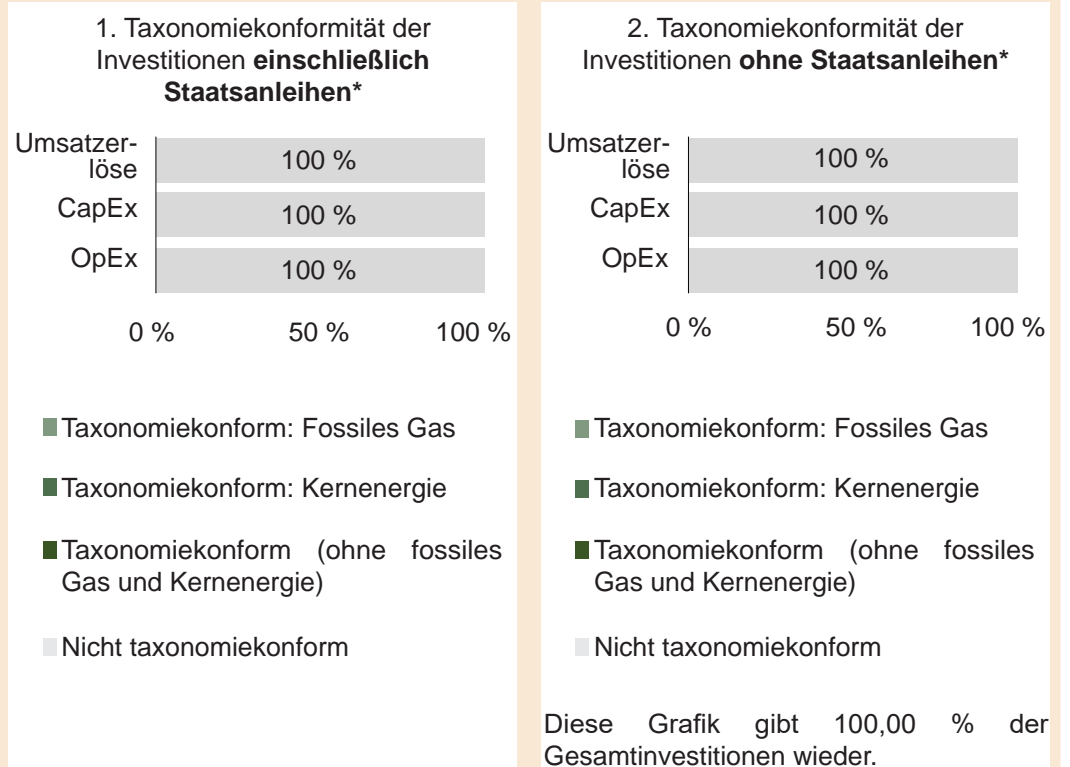 1. Taxonomiekonformität der
Investitionen einschließlich
Staatsanleihen*
Umsatzer-
löse
100 %
CapEx
100 %
OpEx
100 %
0 % 50 % 100 %
Taxonomiekonform: Fossiles Gas
Taxonomiekonform: Kernenergie
Taxonomiekonform (ohne fossiles
Gas und Kernenergie)
Nicht taxonomiekonform
2. Taxonomiekonformität der
Investitionen ohne Staatsanleihen*
Umsatzer-
löse
100 %
CapEx
100 %
OpEx
100 %
0 % 50 % 100 %
Taxonomiekonform: Fossiles Gas
Taxonomiekonform: Kernenergie
Taxonomiekonform (ohne fossiles
Gas und Kernenergie)
Nicht taxonomiekonform
Diese Grafik gibt 100,00 % der
Gesamtinvestitionen wieder.